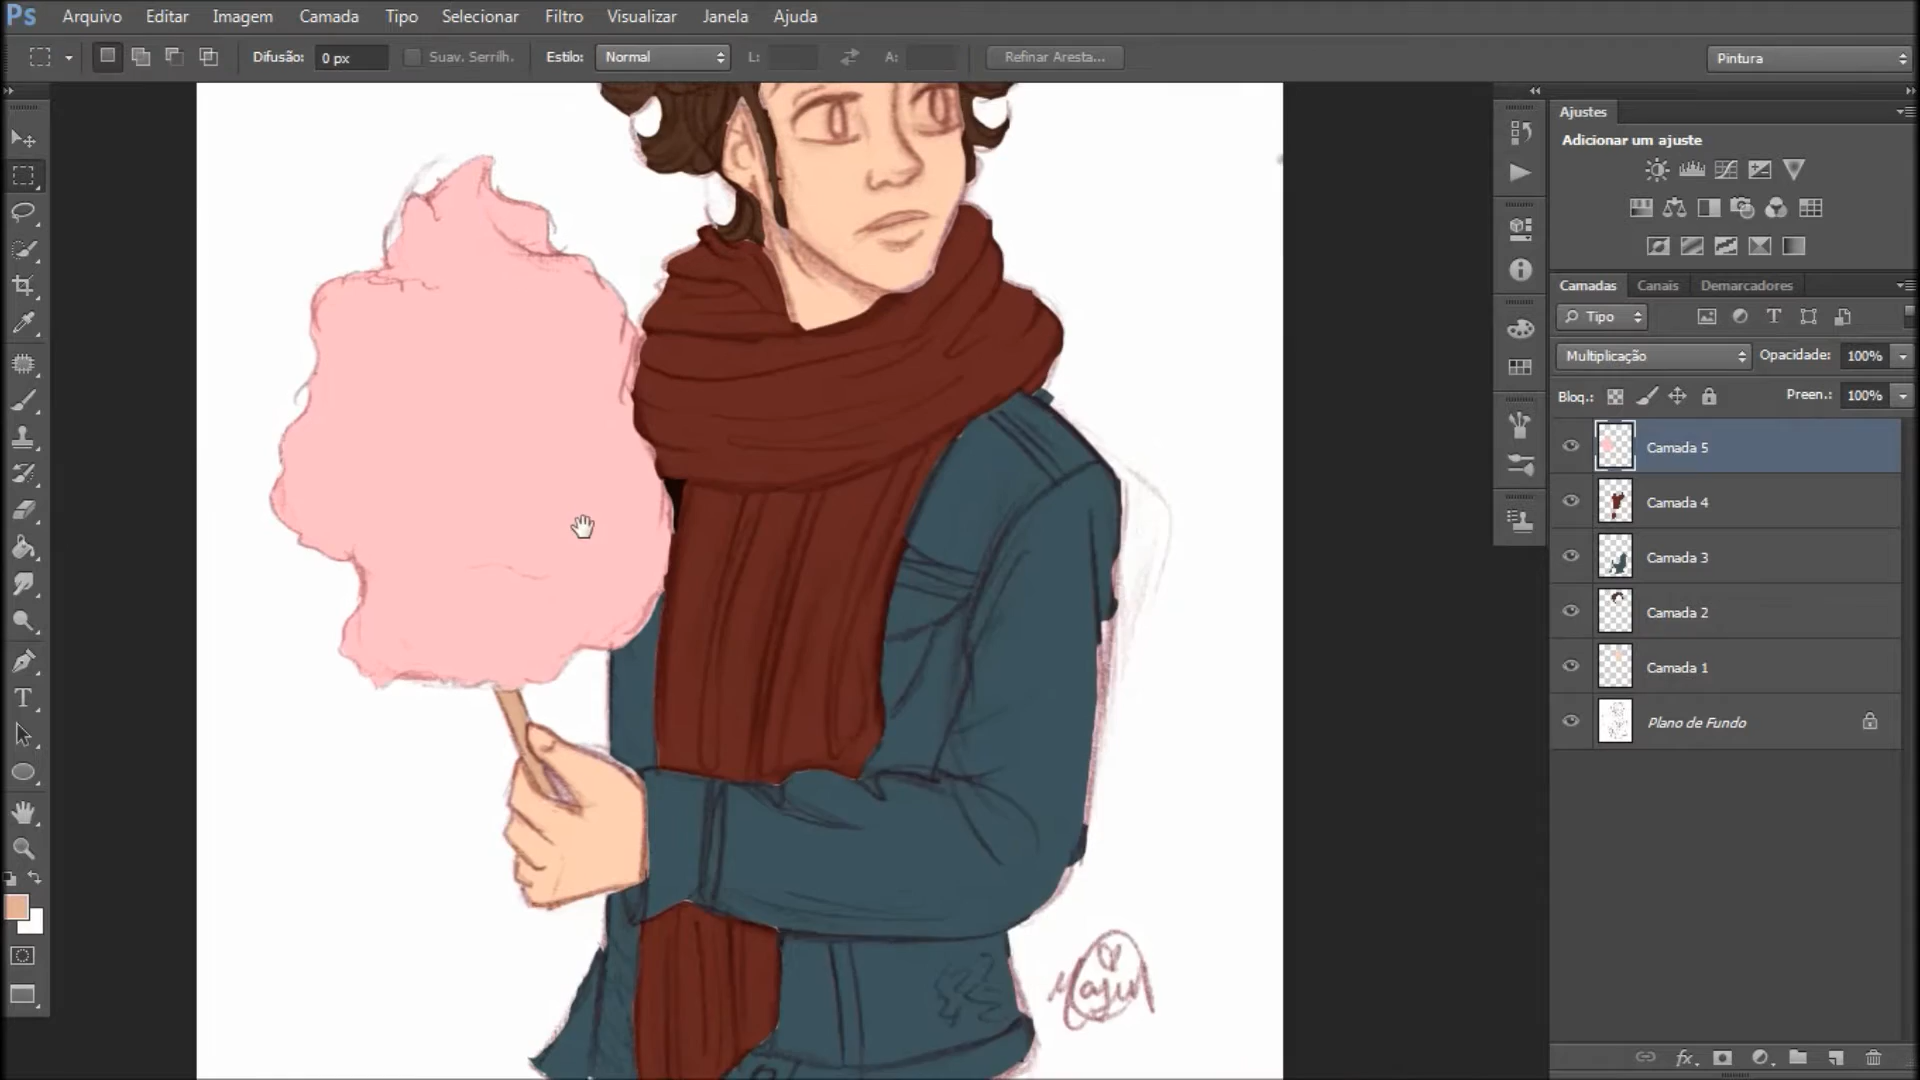 Ps Arquivo Editar Imagem Camada Tipo Selecionar Filtro Visualizar Janela Ajuda
Difusão: 0 px Suav. Serrilh. Estilo: Normal L: A: Refinar Aresta... Pintura
Ajustes
Adicionar um ajuste
Camadas Canais Demarcadores
Tipo
Multiplicação Opacidade: 100%
Bloq.: Preen.: 100%
Camada 5
Camada 4
Camada 3
Camada 2
Camada 1
Plano de Fundo